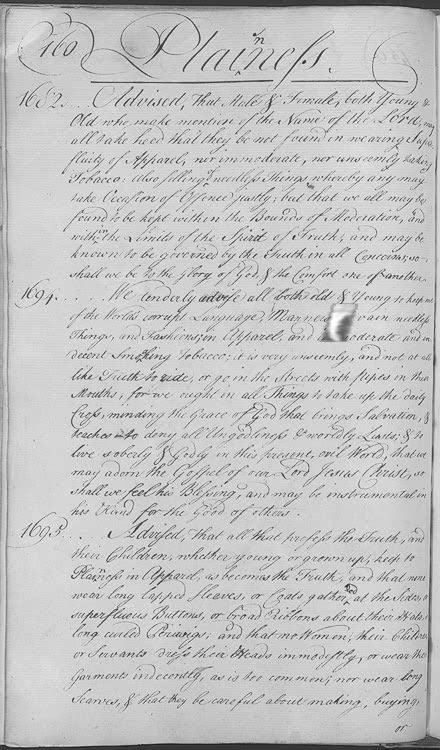 160 Plainness.
1682... Advised, that Male & Female, both Young &
Old who make mention of the Name of the Lord, may
all take heed that they be not found in wearing Supe
fluity of Apparel, nor immoderate, nor unseemly taking
Tobacco: also selling needless Things whereby any may
take Occasion of Offence justly; but that we all may be
found to be kept within the Bounds of Moderation, and
within the Limits of the Spirit of Truth, and may be
known to be governed by the Truth in all Concerns, so
shall we be to the Glory of God, & the Comfort one of another.
1694..... We tenderly advise all both old & Young to keep out
of the World's corrupt Language, Manners, vain needless
Things, and Fashions, in Apparel; and immoderate and in
decent Smoking Tobacco; it is very unseemly, and not at all
like Truth to ride, or go in the Streets with pipes in their
Mouths, for we ought in all Things to take up the daily
Cross, minding the Grace of God that brings Salvation, &
teaches to deny all Ungodliness & worldly Lusts, & to
live soberly & Godly in this present, evil World, that we
may adorn the Gospel of our Lord Jesus Christ, so
shall we feel his Blessing, and may be instrumental in
his Hand for the Good of others.
1695... Advised, That all that profess the Truth, and
their Children, whether young or grown up, keep to
Plainness in Apparel, as becomes the Truth, and that none
wear long lapped Sleeves, or Coats gathered at the Sides, or
superfluous Buttons, or broad Ribbons about their Hats, or
long curled Perriwigs, and that no Women, their Children
or Servants dress their Heads immodestly, or wear their
Garments indecently, as is too common; nor wear long
Scarves, & that they be careful about making, buying,
or